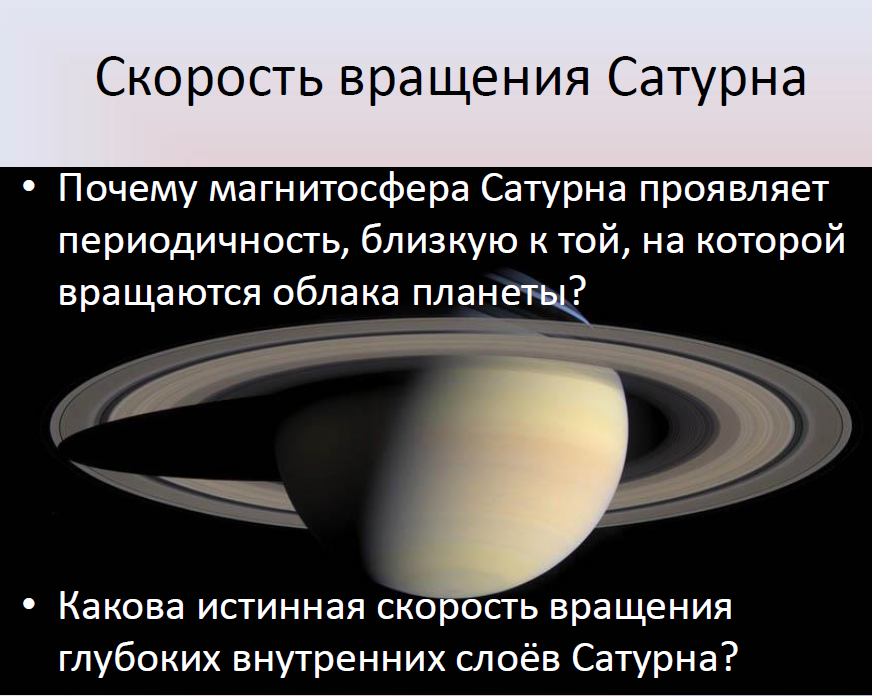 Скорость вращения Сатурна
• Почему магнитосфера Сатурна проявляет
периодичность, близкую к той, на которой
вращаются облака планеты?
• Какова истинная скорость вращения
глубоких внутренних слоёв Сатурна?